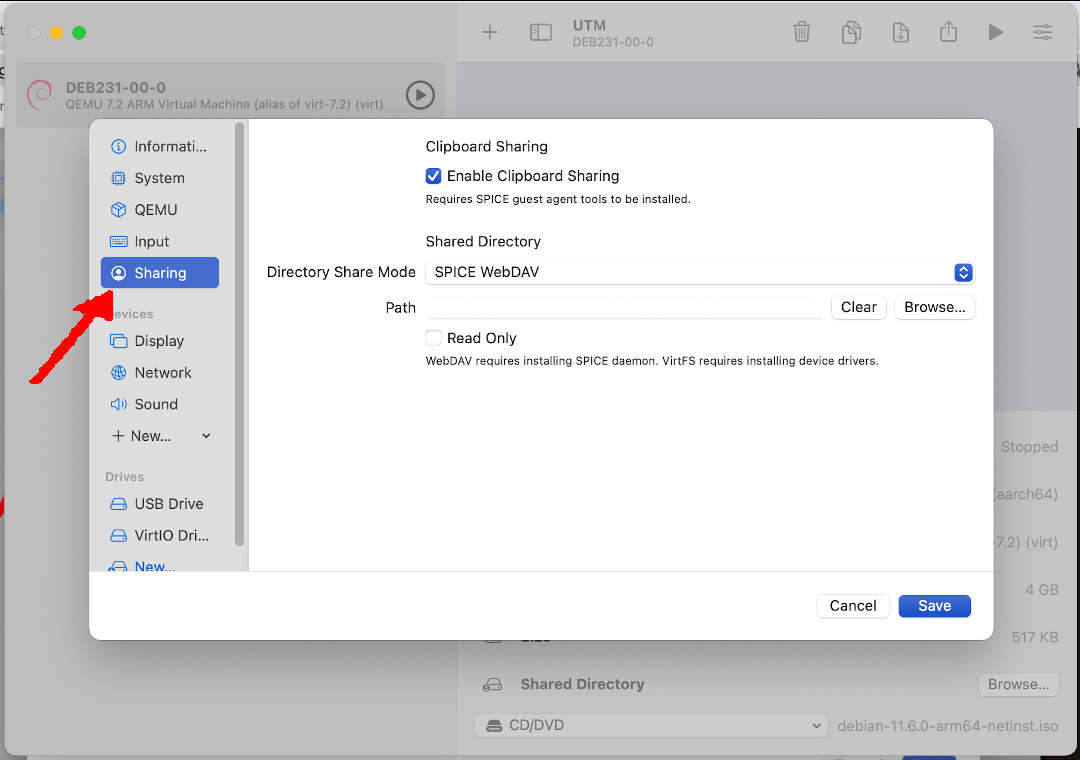 UTM
DEB231-00-0
DEB231-00-0
QEMU 7.2 ARM Virtual Machine (alias of virt-7.2) (virt)
Informati...
System
QEMU
Input
Sharing
evices
Display
Network
Sound
New...
Drives
USB Drive
VirtIO Dri...
New...
Clipboard Sharing
Enable Clipboard Sharing
Requires SPICE guest agent tools to be installed.
Shared Directory
Directory Share Mode SPICE WebDAV
Path Clear Browse...
Read Only
WebDAV requires installing SPICE daemon. VirtFS requires installing device drivers.
Cancel Save
Stopped
(aarch64)
-7.2) (virt)
4 GB
517 KB
Shared Directory Browse...
CD/DVD debian-11.6.0-arm64-netinst.iso